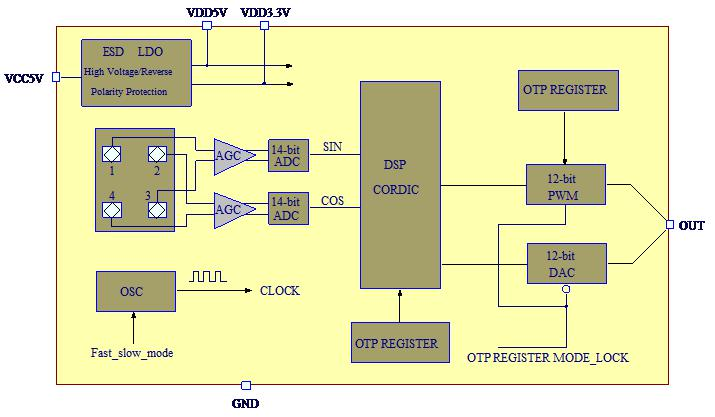 VDD5V VDD3.3V
VCC5V
ESD LDO
High Voltage/Reverse
Polarity Protection
OTP REGISTER
1
2
4
3
AGC
14-bit
ADC
SIN
AGC
14-bit
ADC
COS
DSP
CORDIC
12-bit
PWM
12-bit
DAC
OUT
OSC
CLOCK
Fast_slow_mode
OTP REGISTER
OTP REGISTER MODE_LOCK
GND